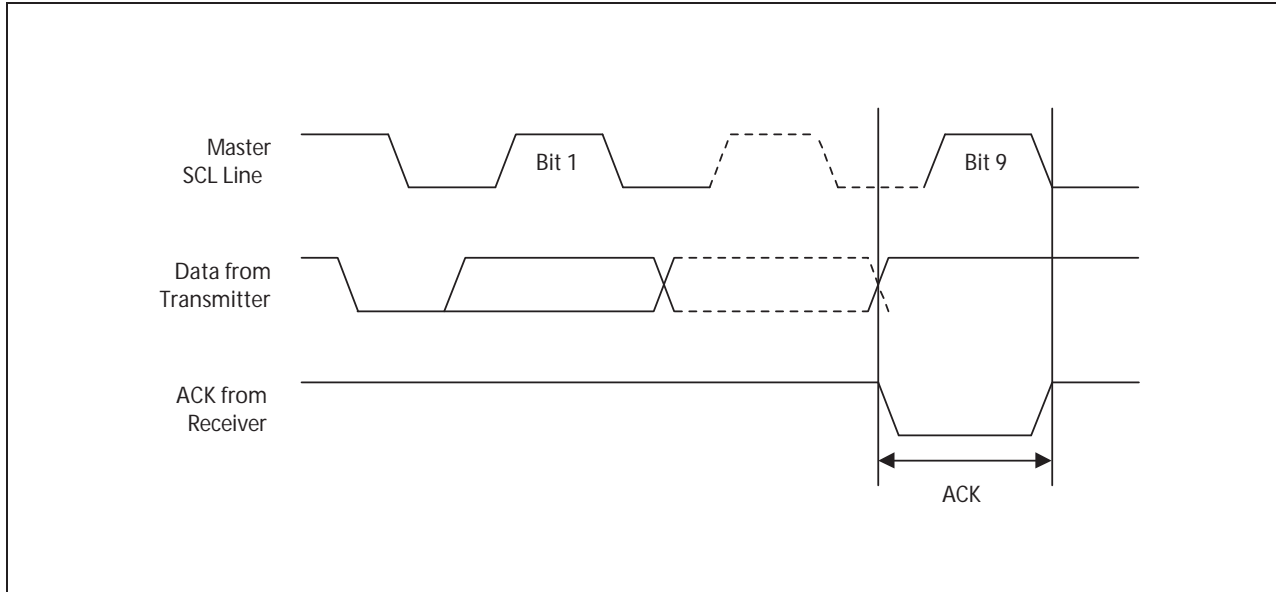 Master
SCL Line
Bit 1
Bit 9
Data from
Transmitter
ACK from
Receiver
ACK